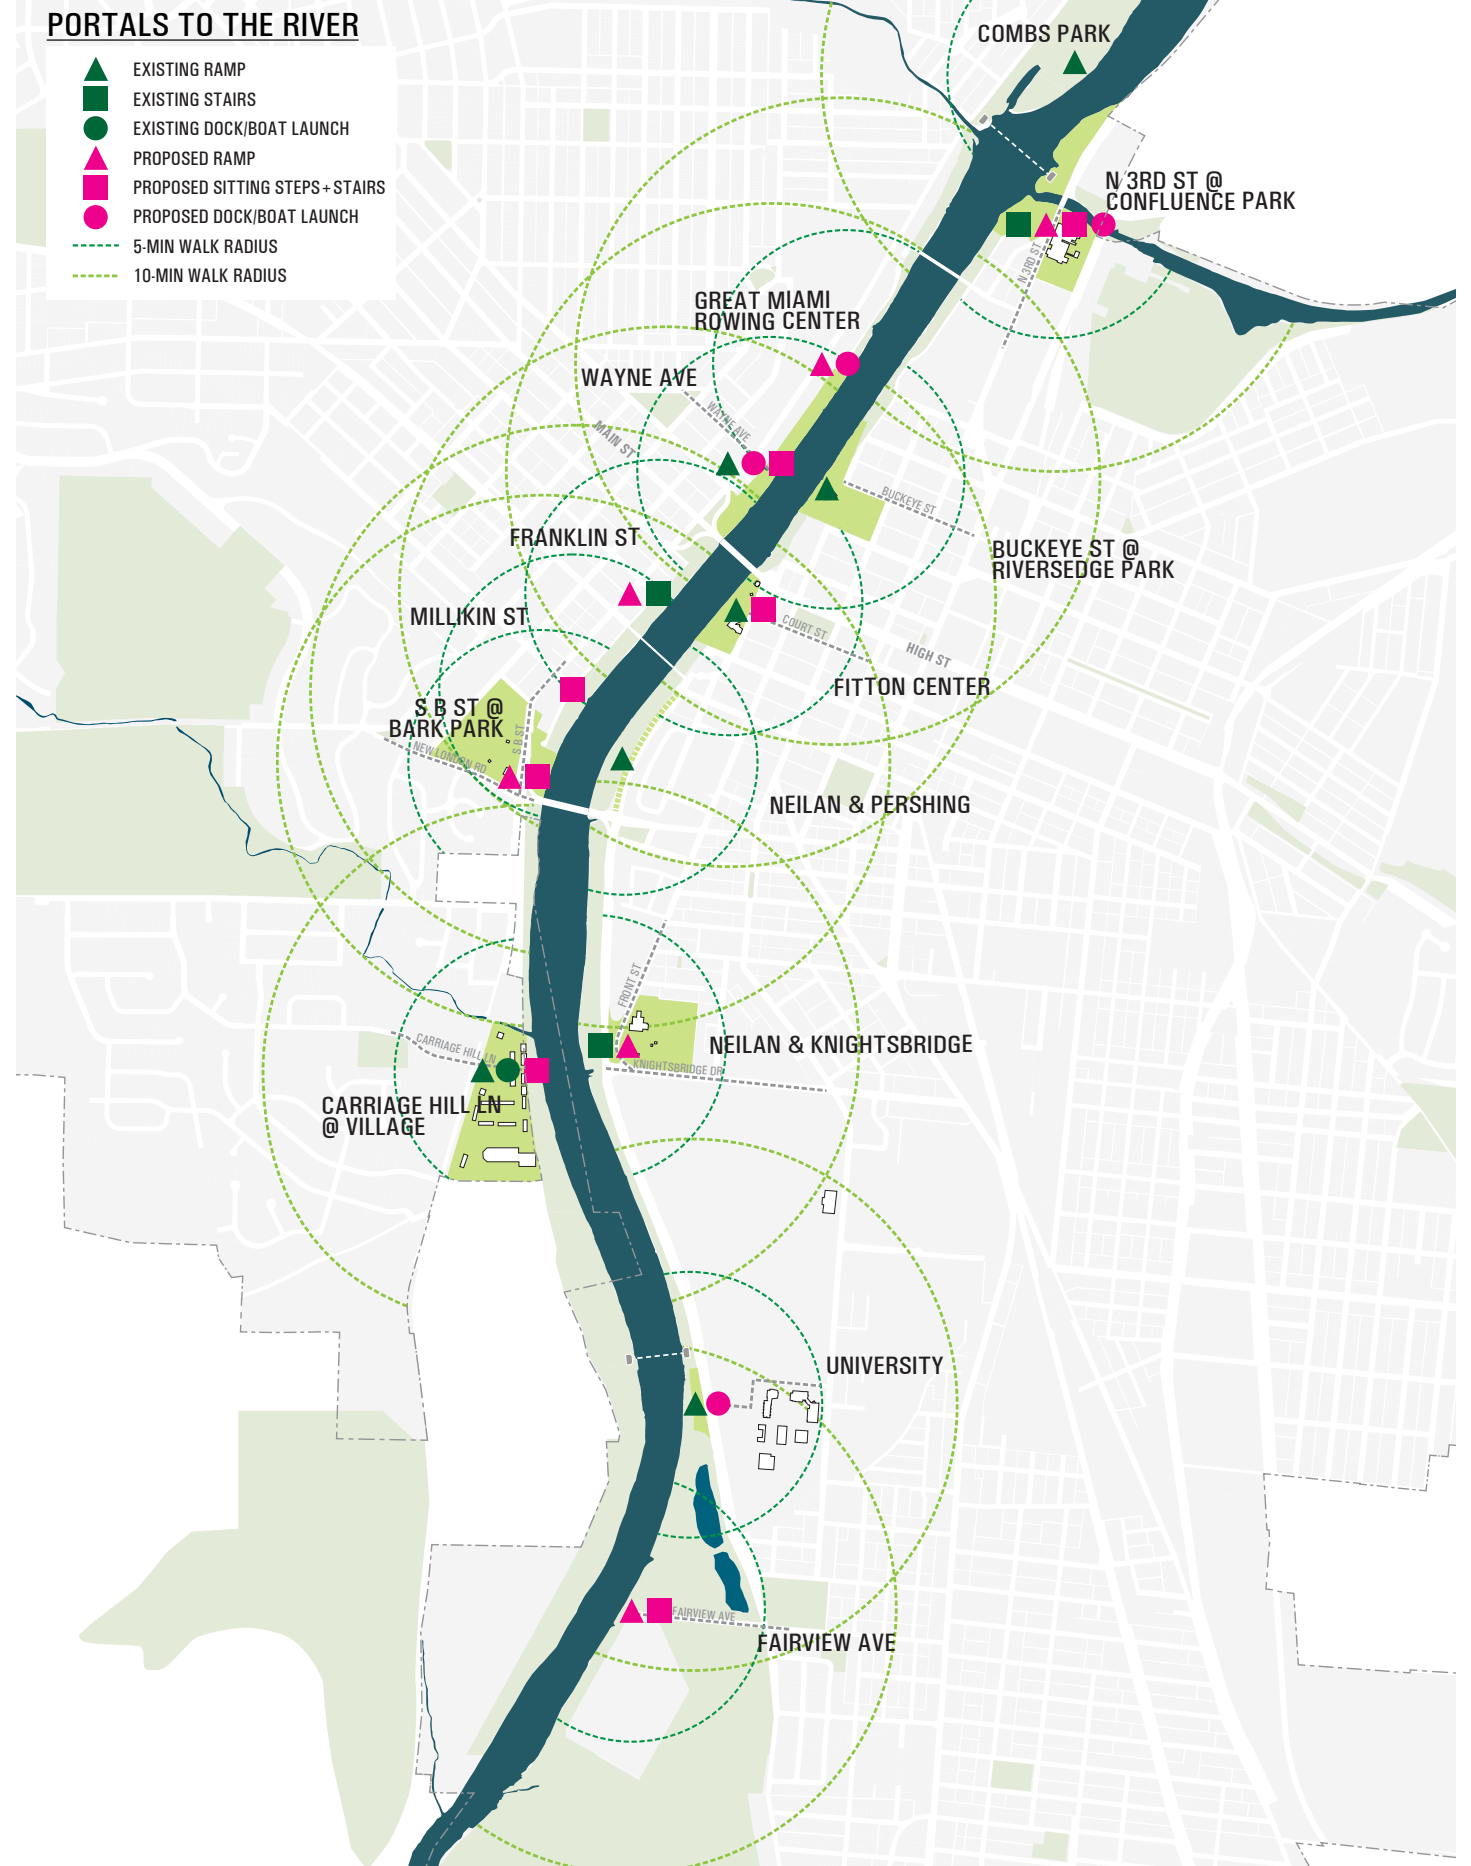 PORTALS TO THE RIVER
EXISTING RAMP
EXISTING STAIRS
EXISTING DOCK/BOAT LAUNCH
PROPOSED RAMP
PROPOSED SITTING STEPS+STAIRS
PROPOSED DOCK/BOAT LAUNCH
5-MIN WALK RADIUS
10-MIN WALK RADIUS
COMBS PARK
N 3RD ST @
CONFLUENCE PARK
N 3RD ST
GREAT MIAMI
ROWING CENTER
WAYNE AVE
WAYNE AVE
MAIN ST
BUCKEYE ST
BUCKEYE ST @
RIVERSEDGE PARK
FRANKLIN ST
MILLIKIN ST
COURT ST
HIGH ST
FITTON CENTER
S B ST @
BARK PARK
S B ST
NEW LONDON RD
NEILAN & PERSHING
FRONT ST
NEILAN & KNIGHTSBRIDGE
KNIGHTSBRIDGE DR
CARRIAGE HILL LN
CARRIAGE HILL LN
@ VILLAGE
UNIVERSITY
FAIRVIEW AVE
FAIRVIEW AVE